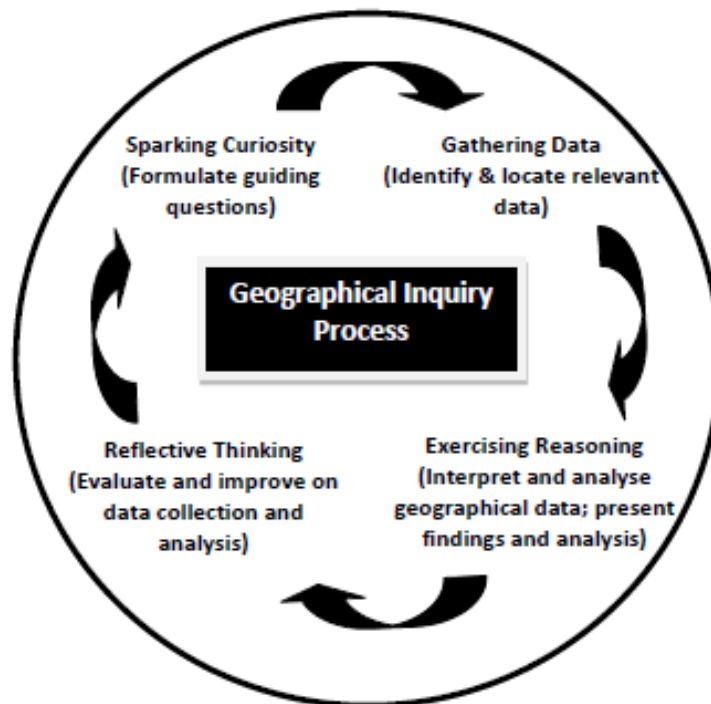 Sparking Curiosity
(Formulate guiding
questions)
Gathering Data
(Identify & locate relevant
data)
Geographical Inquiry
Process
Reflective Thinking
(Evaluate and improve on
data collection and
analysis)
Exercising Reasoning
(Interpret and analyse
geographical data; present
findings and analysis)